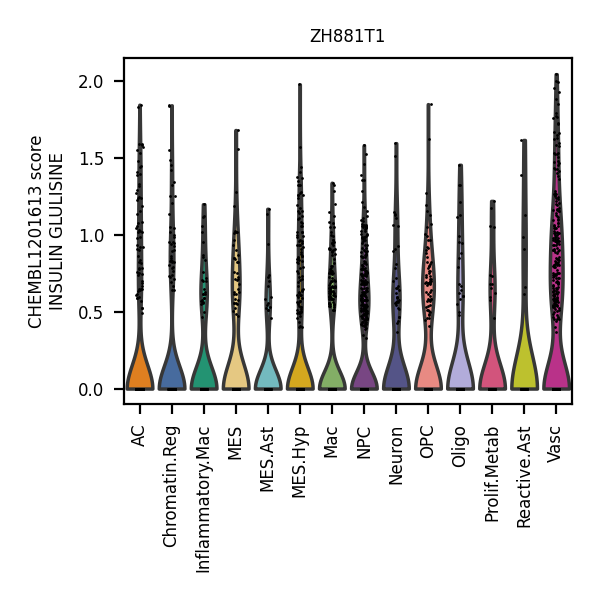 ZH881T1
CHEMBL1201613 score
INSULIN GLULISINE
2.0
1.5
1.0
0.5
0.0
AC
Chromatin.Reg
Inflammatory.Mac
MES
MES.Ast
MES.Hyp
Mac
NPC
Neuron
OPC
Oligo
Prolif.Metab
Reactive.Ast
Vasc